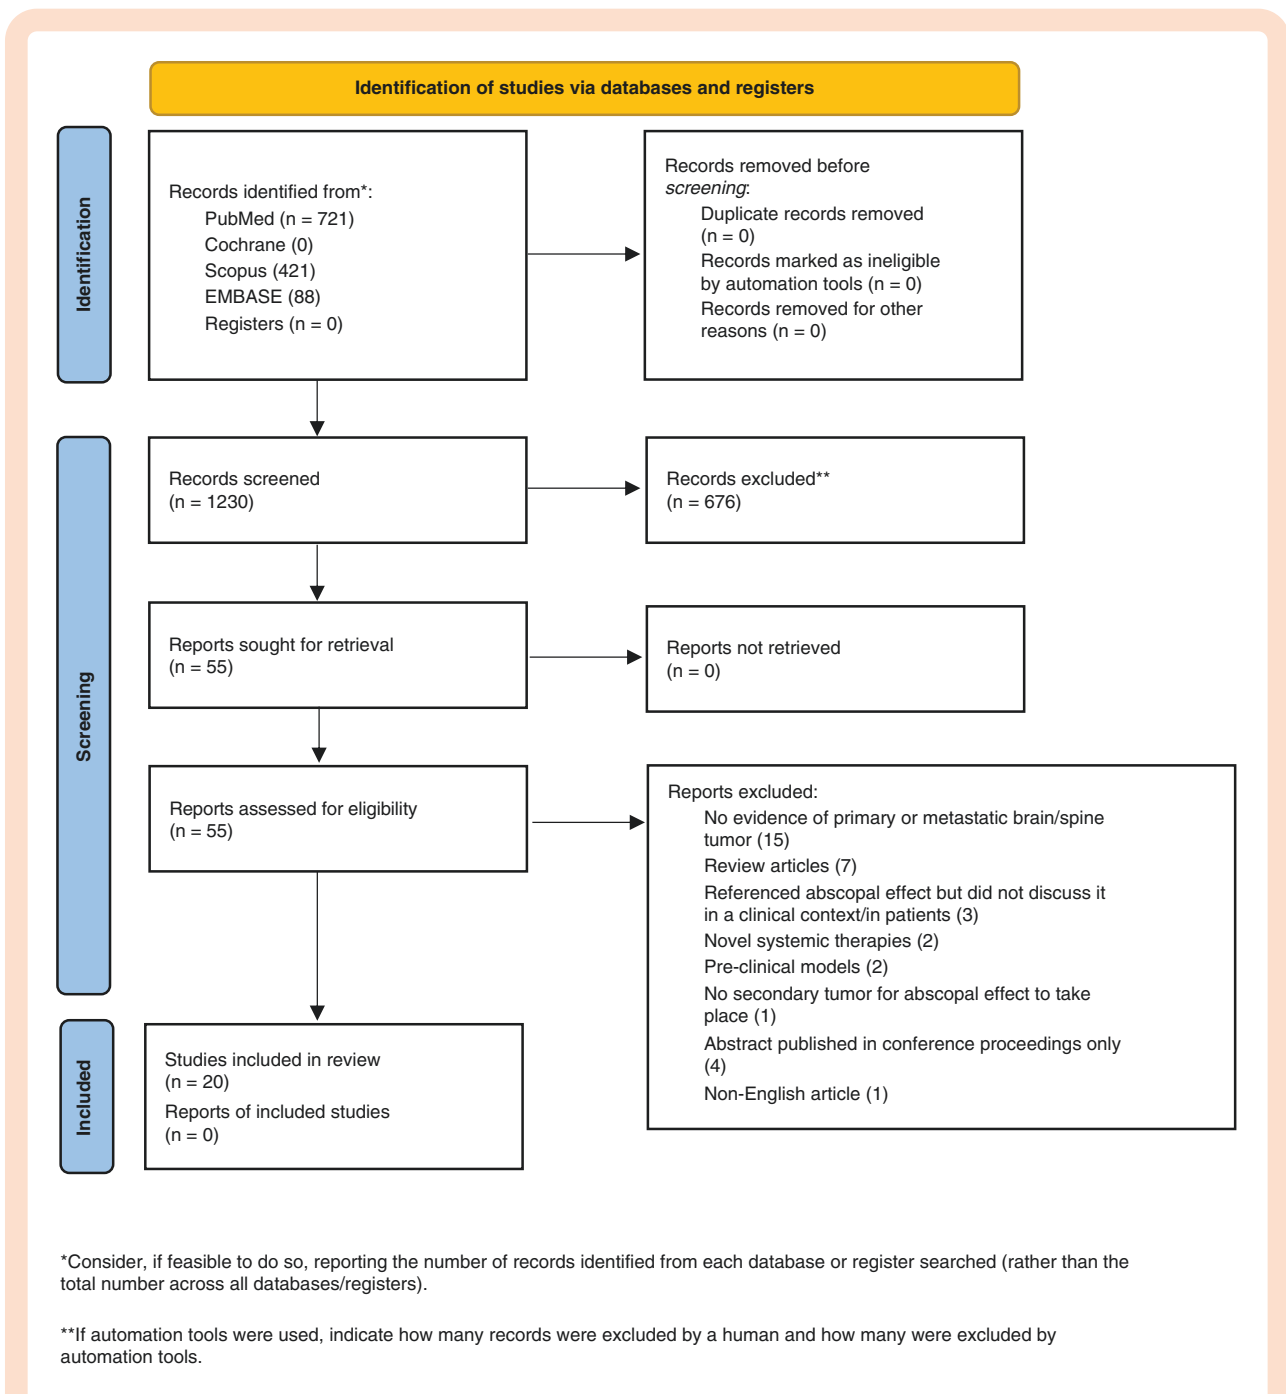 Identification of studies via databases and registers
Identification
Records identified from*:
PubMed (n = 721)
Cochrane (0)
Scopus (421)
EMBASE (88)
Registers (n = 0)
Records removed before
screening:
Duplicate records removed
(n = 0)
Records marked as ineligible
by automation tools (n = 0)
Records removed for other
reasons (n = 0)
Screening
Records screened
(n = 1230)
Records excluded**
(n = 676)
Reports sought for retrieval
(n = 55)
Reports not retrieved
(n = 0)
Reports assessed for eligibility
(n = 55)
Reports excluded:
No evidence of primary or metastatic brain/spine
tumor (15)
Review articles (7)
Referenced abscopal effect but did not discuss it
in a clinical context/in patients (3)
Novel systemic therapies (2)
Pre-clinical models (2)
No secondary tumor for abscopal effect to take
place (1)
Abstract published in conference proceedings only
(4)
Non-English article (1)
Included
Studies included in review
(n = 20)
Reports of included studies
(n = 0)
*Consider, if feasible to do so, reporting the number of records identified from each database or register searched (rather than the
total number across all databases/registers).
**If automation tools were used, indicate how many records were excluded by a human and how many were excluded by
automation tools.